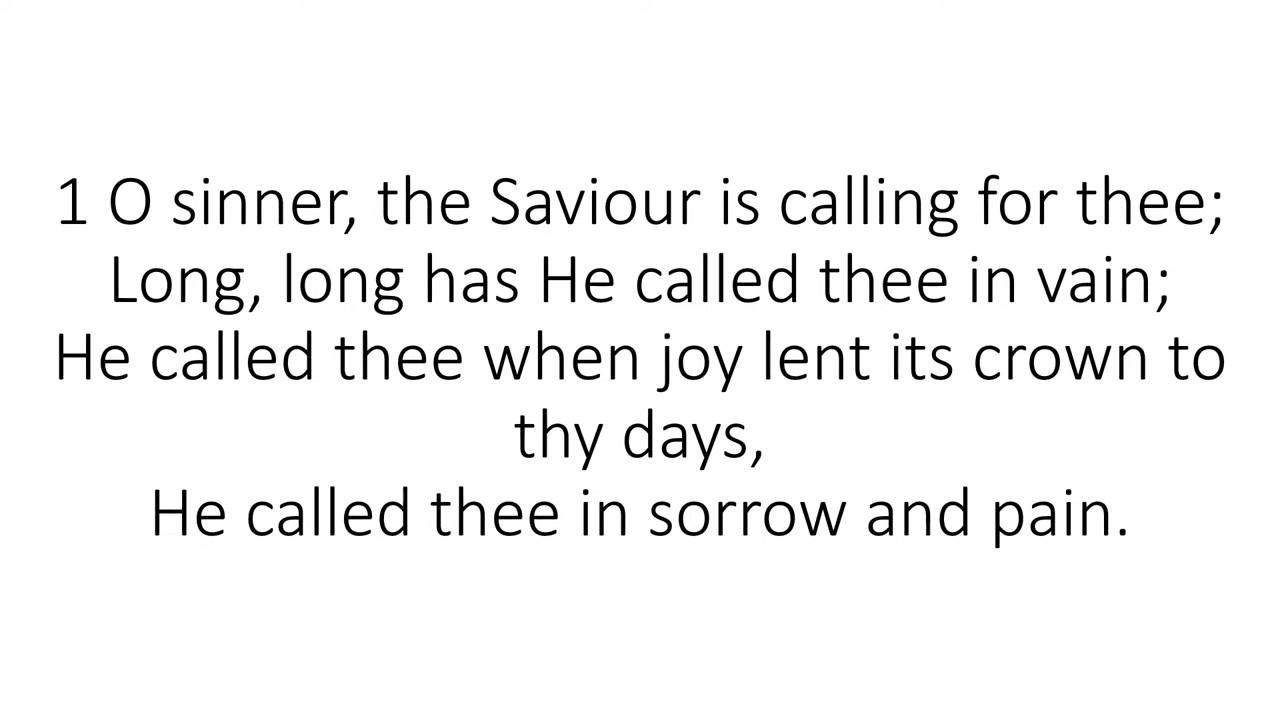 1 O sinner, the Saviour is calling for thee;
Long, long has He called thee in vain;
He called thee when joy lent its crown to
thy days,
He called thee in sorrow and pain.